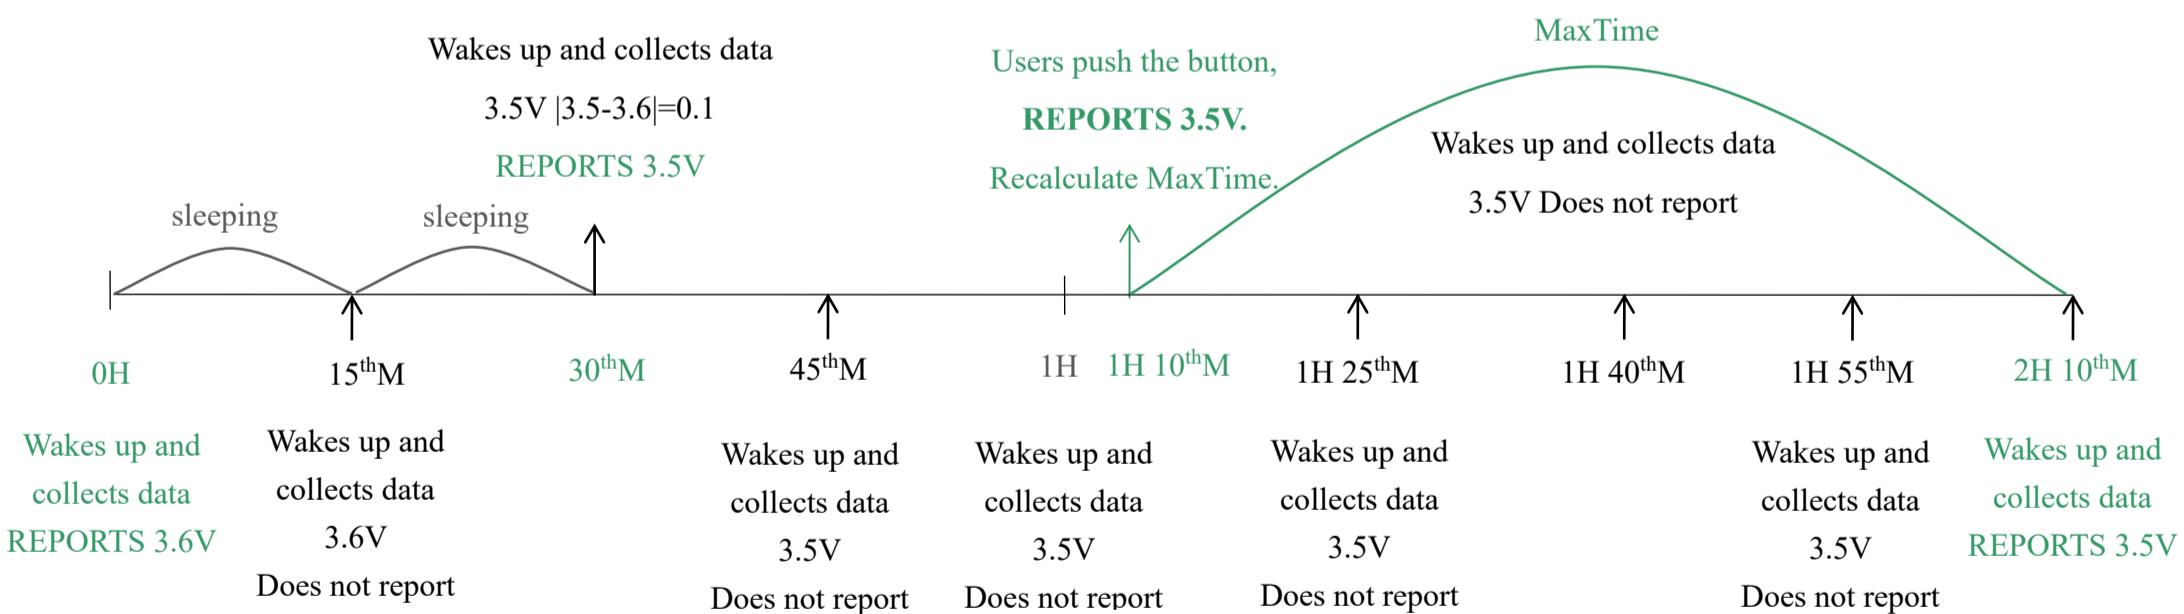 MaxTime
Wakes up and collects data
3.5V |3.5-3.6|=0.1
REPORTS 3.5V
Users push the button,
REPORTS 3.5V.
Recalculate MaxTime.
Wakes up and collects data
3.5V Does not report
sleeping
sleeping
0H
15thM
30thM
45thM
1H
1H 10thM
1H 25thM
1H 40thM
1H 55thM
2H 10thM
Wakes up and
collects data
REPORTS 3.6V
Wakes up and
collects data
3.6V
Does not report
Wakes up and
collects data
3.5V
Does not report
Wakes up and
collects data
3.5V
Does not report
Wakes up and
collects data
3.5V
Does not report
Wakes up and
collects data
3.5V
Does not report
Wakes up and
collects data
REPORTS 3.5V